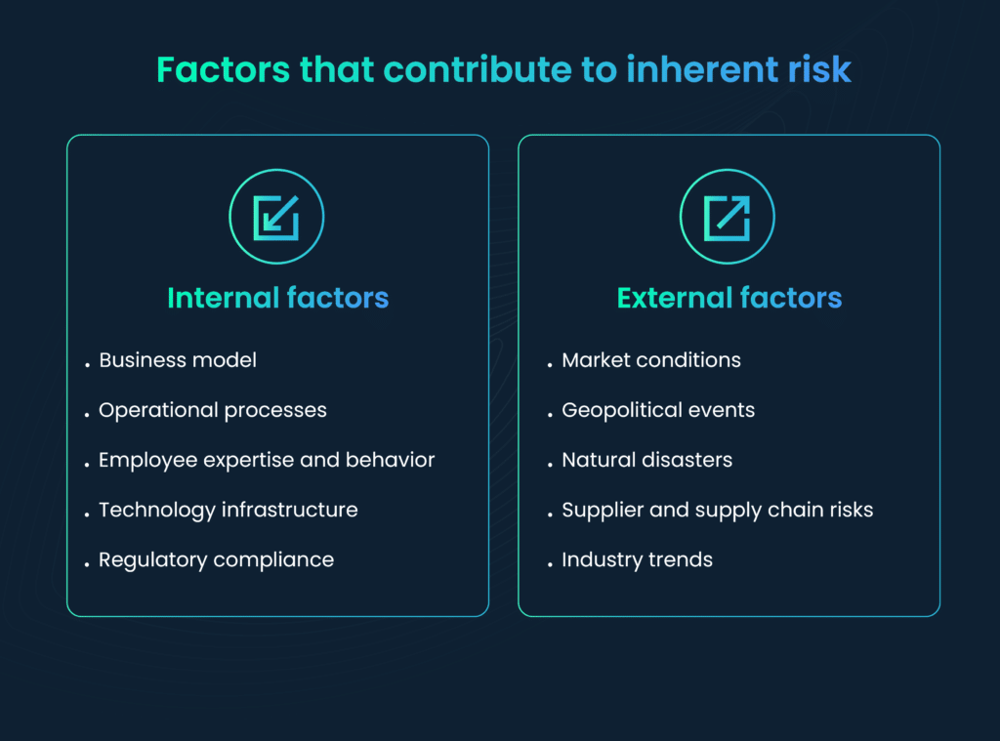 Factors that contribute to inherent risk
Internal factors
. Business model
. Operational processes
. Employee expertise and behavior
. Technology infrastructure
. Regulatory compliance
External factors
. Market conditions
. Geopolitical events
. Natural disasters
. Supplier and supply chain risks
. Industry trends